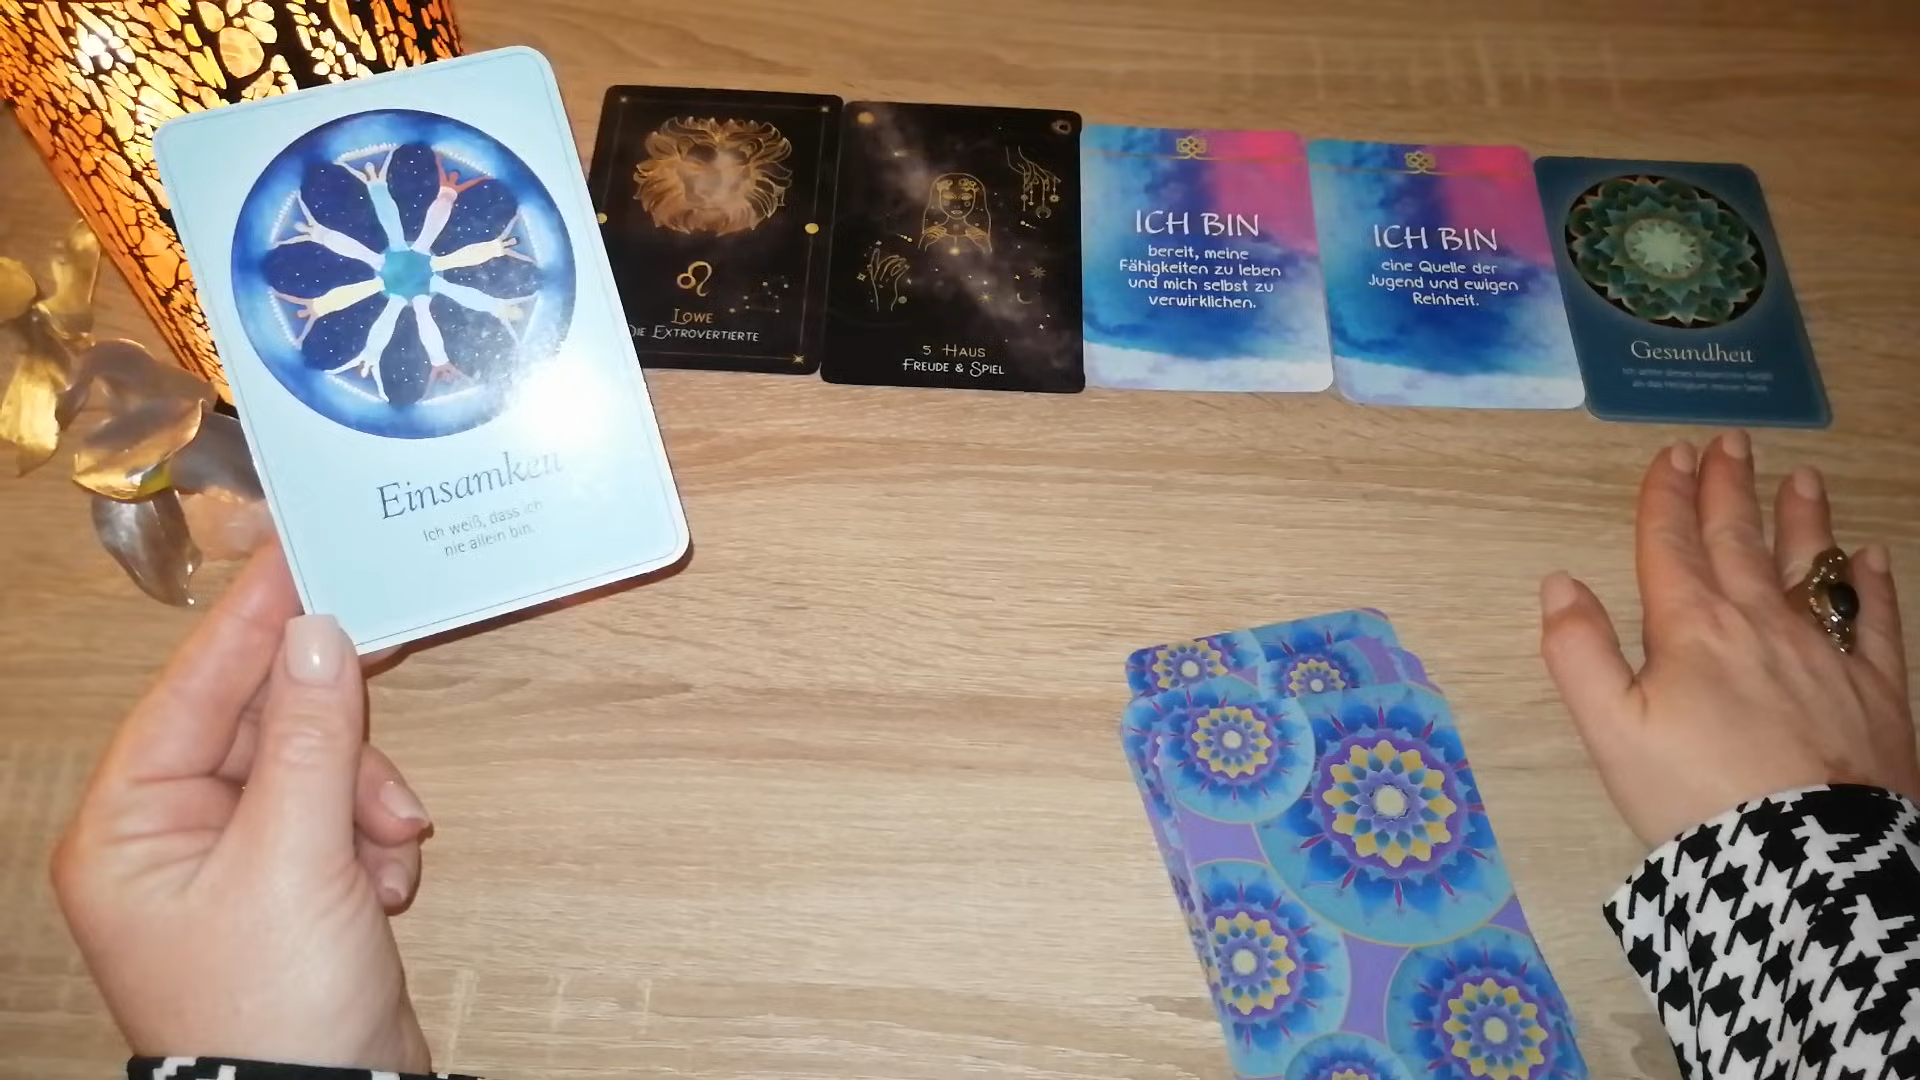 Einsamkeit
Ich weiß, dass ich
nie allein bin.
LÖWE
DIE EXTROVERTIERTE
5 HAUS
FREUDE & SPIEL
ICH BIN
bereit, meine
Fähigkeiten zu leben
und mich selbst zu
verwirklichen.
ICH BIN
eine Quelle der
Jugend und ewigen
Reinheit.
Gesundheit